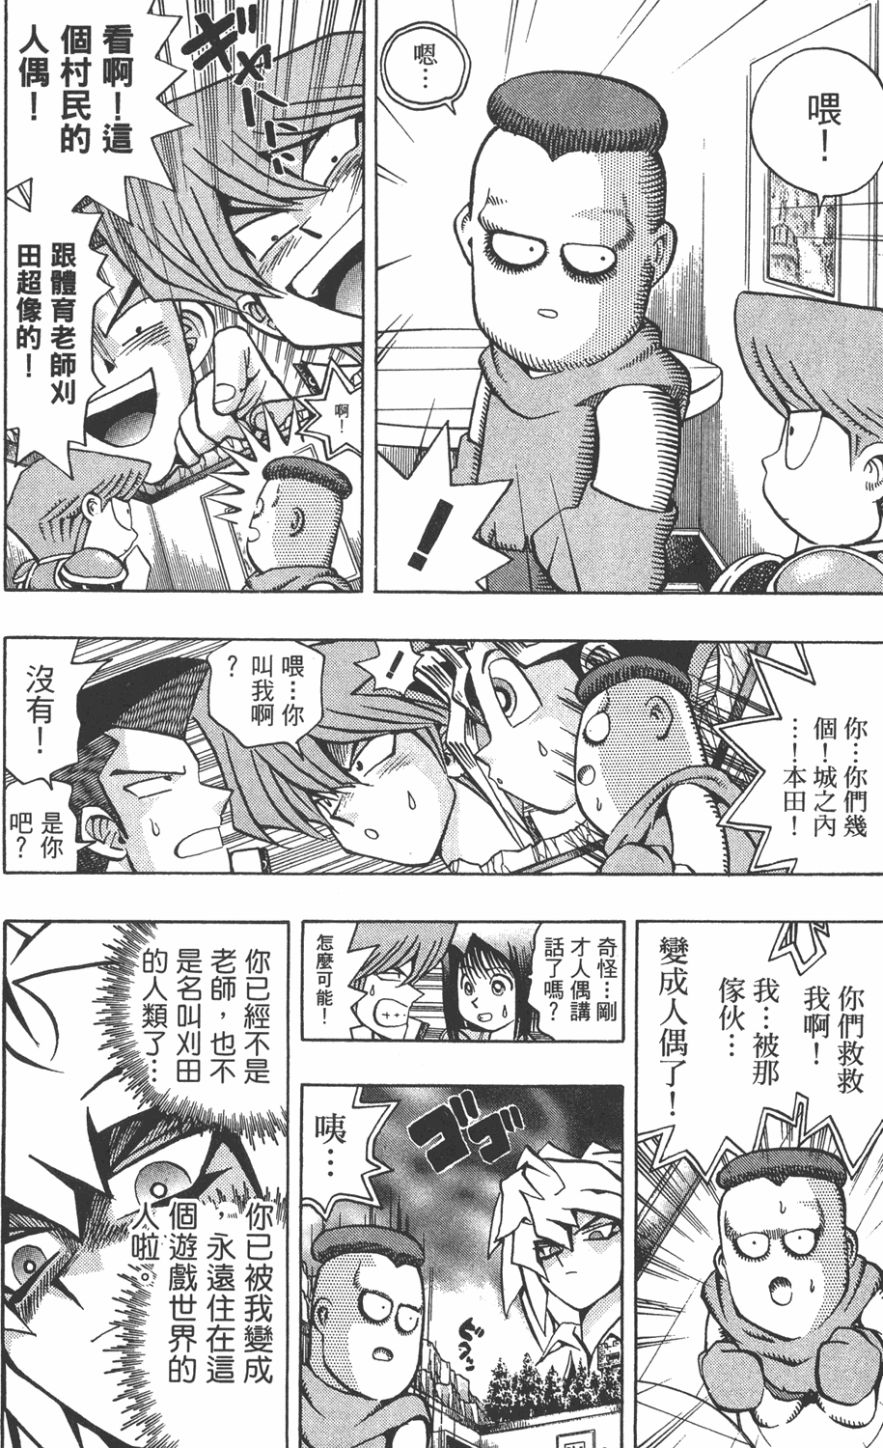 喂！
嗯…
看啊！這
個村民的
人偶！
跟體育老師刈
田超像的！
啊！
！
你…你們幾
個！城之內
…！本田！
！
喂…你
叫我啊
？
沒有！
是你
吧？
你們救救
我啊！
我…被那
傢伙…
變成人偶了！
奇怪…剛
才人偶講
話了嗎？
怎麼可能！
ゴゴ
咦…
你已經不是
老師，也不
是名叫刈田
的人類了…
你已被我變成
，永遠住在這
個遊戲世界的
人啦。